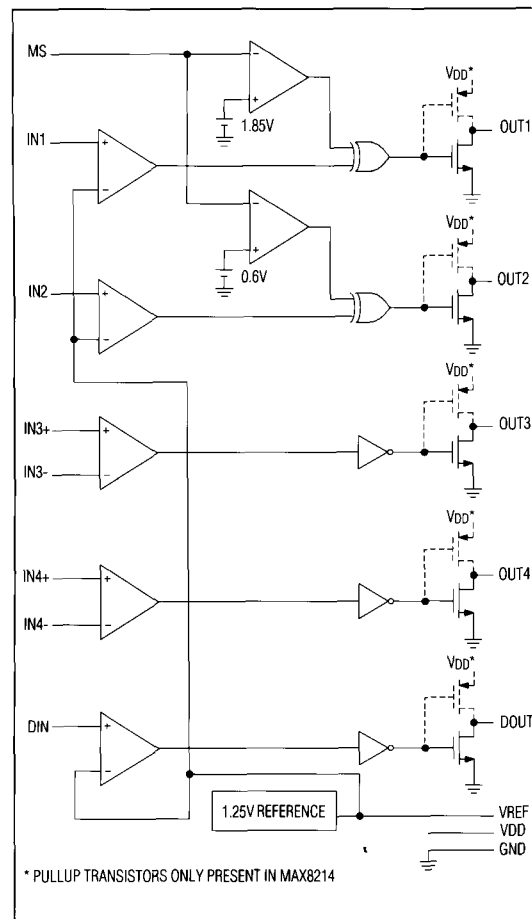 MS
VDD*
OUT1
1.85V
IN1
VDD*
OUT2
0.6V
IN2
VDD*
OUT3
IN3+
IN3-
VDD*
OUT4
IN4+
IN4-
VDD*
DOUT
DIN
1.25V REFERENCE
VREF
VDD
GND
* PULLUP TRANSISTORS ONLY PRESENT IN MAX8214